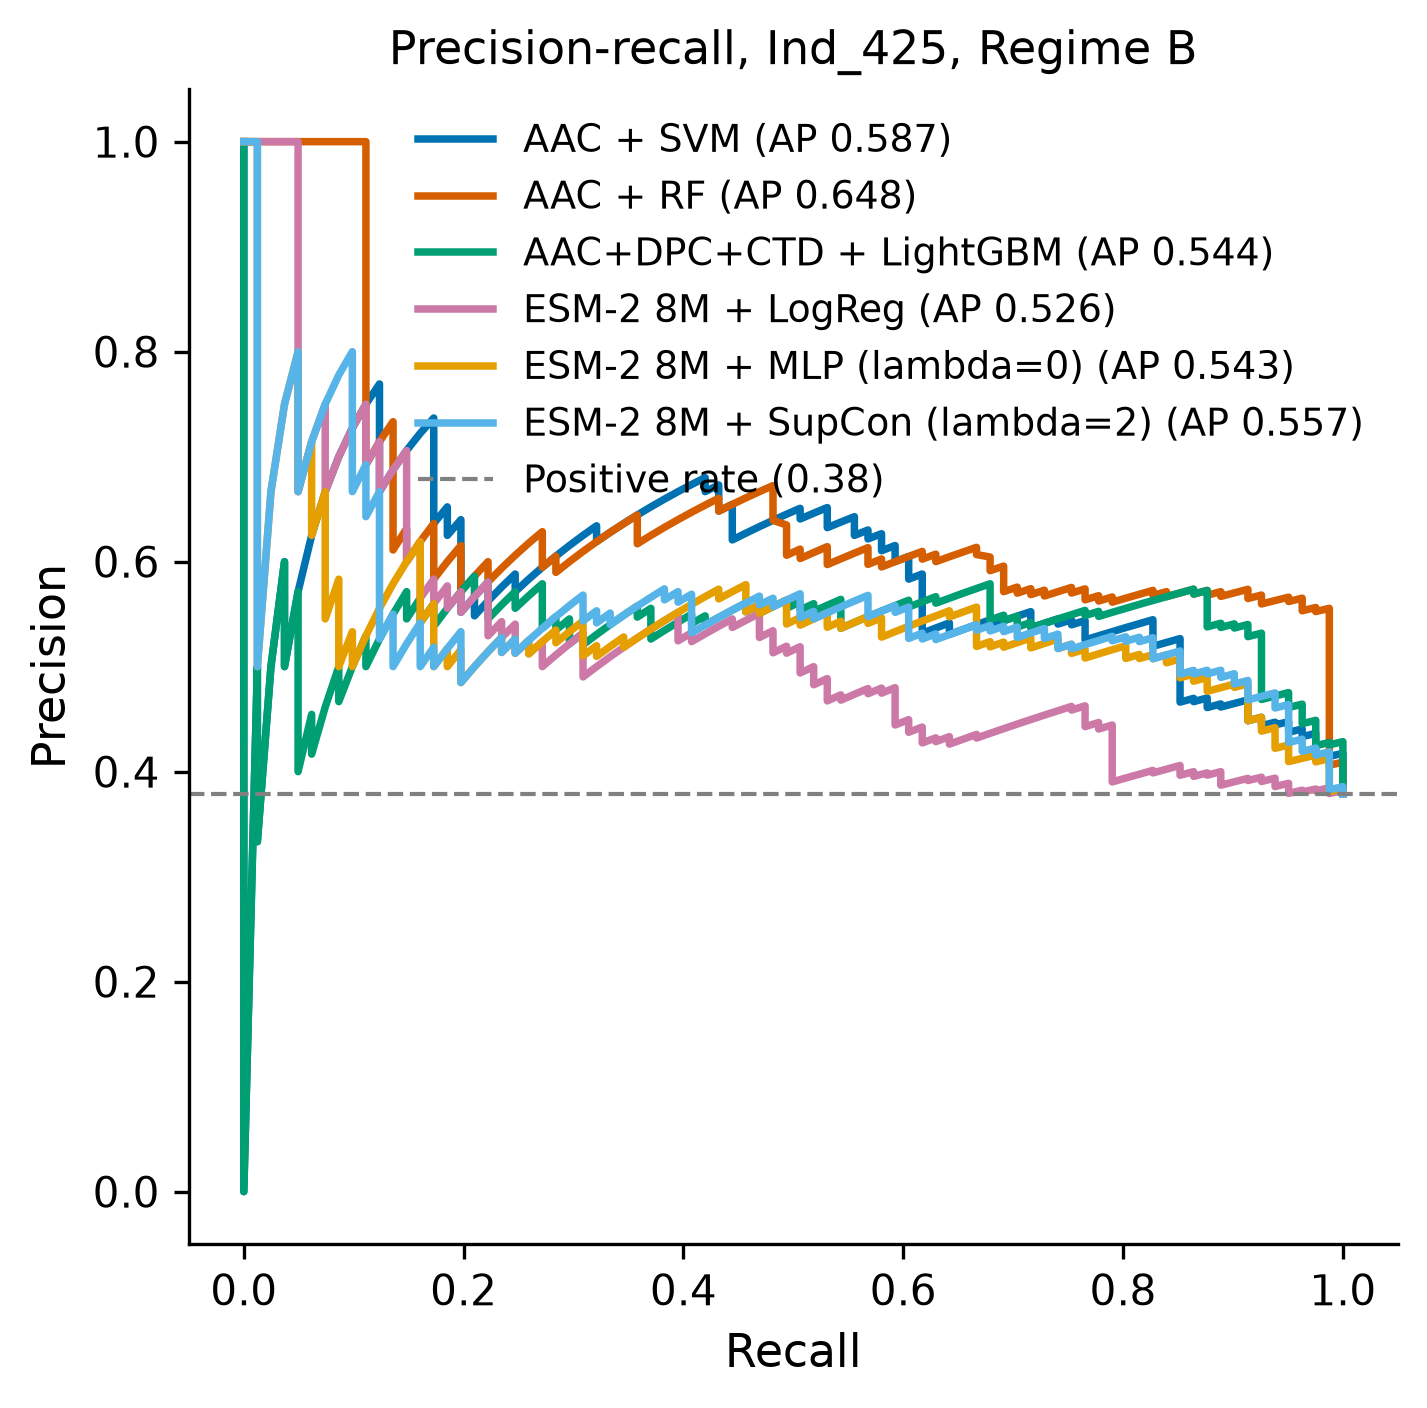 Precision-recall, Ind_425, Regime B
AAC + SVM (AP 0.587)
AAC + RF (AP 0.648)
AAC+DPC+CTD + LightGBM (AP 0.544)
ESM-2 8M + LogReg (AP 0.526)
ESM-2 8M + MLP (lambda=0) (AP 0.543)
ESM-2 8M + SupCon (lambda=2) (AP 0.557)
Positive rate (0.38)
Precision
1.0
0.8
0.6
0.4
0.2
0.0
0.0 0.2 0.4 0.6 0.8 1.0
Recall